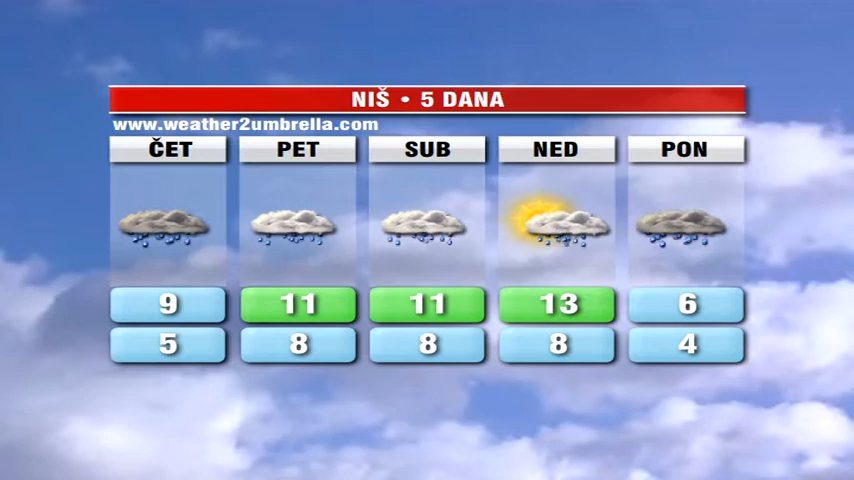 NIŠ • 5 DANA
www.weather2umbrella.com
ČET PET SUB NED PON
9 11 11 13 6
5 8 8 8 4